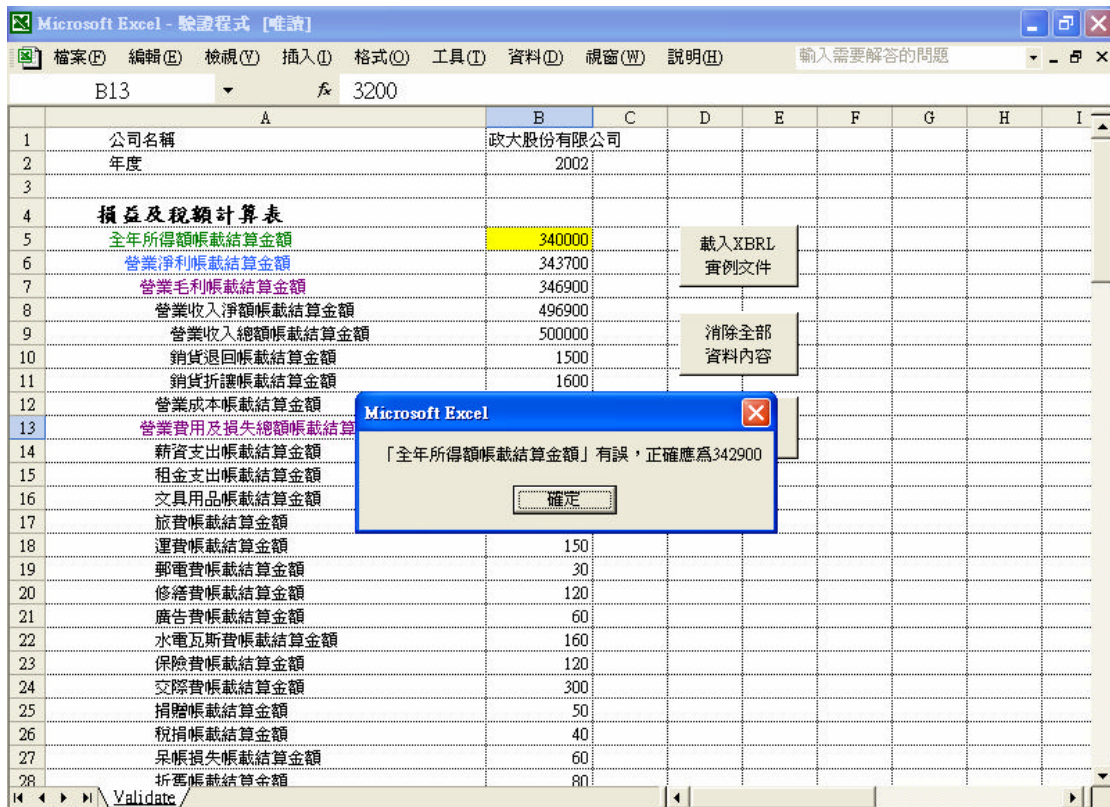 Microsoft Excel - 驗證程式 [唯讀]
檔案(F) 編輯(E) 檢視(V) 插入(I) 格式(O) 工具(T) 資料(D) 視窗(W) 說明(H) 輸入需要解答的問題
B13 fx 3200
A B C D E F G H I
1 公司名稱 政大股份有限公司
2 年度 2002
3
4 損益及稅額計算表
5 全年所得額帳載結算金額 340000
6 營業淨利帳載結算金額 343700
7 營業毛利帳載結算金額 346900
8 營業收入淨額帳載結算金額 496900
9 營業收入總額帳載結算金額 500000
10 銷貨退回帳載結算金額 1500
11 銷貨折讓帳載結算金額 1600
12 營業成本帳載結算金額
13 營業費用及損失總額帳載結算
14 薪資支出帳載結算金額
15 租金支出帳載結算金額
16 文具用品帳載結算金額
17 旅費帳載結算金額
18 運費帳載結算金額 150
19 郵電費帳載結算金額 30
20 修繕費帳載結算金額 120
21 廣告費帳載結算金額 60
22 水電瓦斯費帳載結算金額 160
23 保險費帳載結算金額 120
24 交際費帳載結算金額 300
25 捐贈帳載結算金額 50
26 稅捐帳載結算金額 40
27 呆帳損失帳載結算金額 60
28 折舊帳載結算金額 80
載入XBRL
實例文件
消除全部
資料內容
Microsoft Excel
「全年所得額帳載結算金額」有誤，正確應為342900
確定
Validate